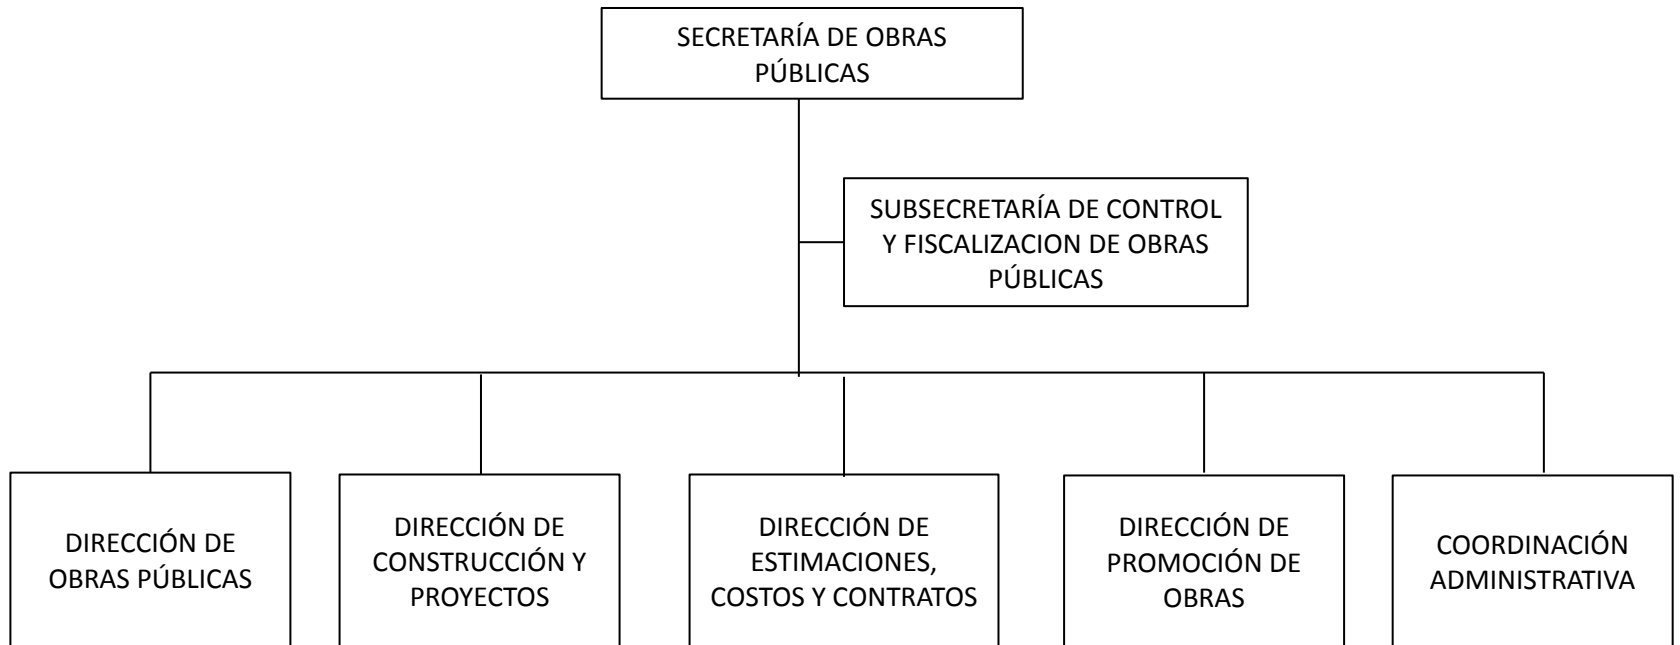 SECRETARÍA DE OBRAS
PÚBLICAS
SUBSECRETARÍA DE CONTROL
Y FISCALIZACION DE OBRAS
PÚBLICAS
DIRECCIÓN DE
OBRAS PÚBLICAS
DIRECCIÓN DE
CONSTRUCCIÓN Y
PROYECTOS
DIRECCIÓN DE
ESTIMACIONES,
COSTOS Y CONTRATOS
DIRECCIÓN DE
PROMOCIÓN DE
OBRAS
COORDINACIÓN
ADMINISTRATIVA